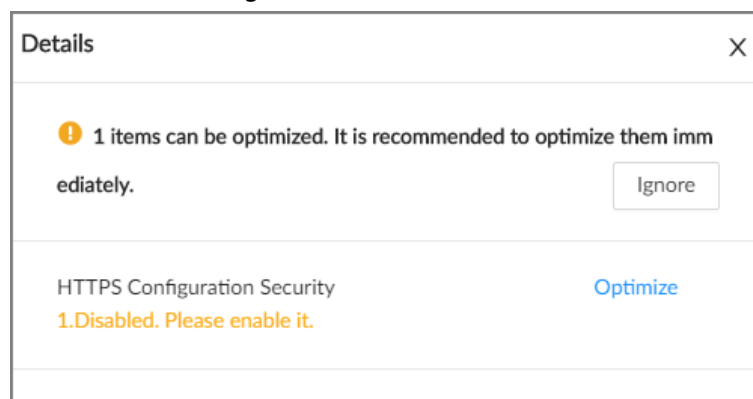 Details X
1 items can be optimized. It is recommended to optimize them imm
ediately. Ignore
HTTPS Configuration Security Optimize
1.Disabled. Please enable it.